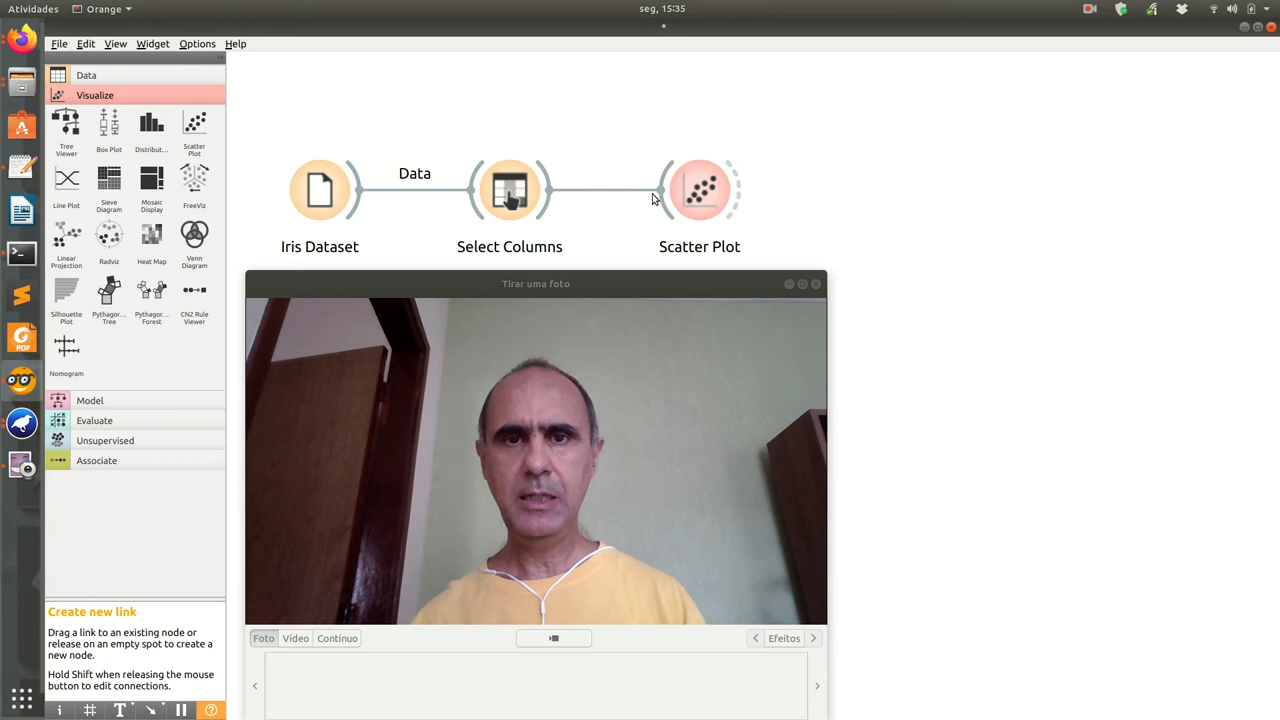 Atividades
Orange
seg, 15:35
*
File Edit View Widget Options Help
Data
Visualize
Tree Viewer
Box Plot
Distribut...
Scatter Plot
Line Plot
Sieve Diagram
Mosaic Display
FreeViz
Linear Projection
Radviz
Heat Map
Venn Diagram
Silhouette Plot
Pythagor... Tree
Pythagor... Forest
CN2 Rule Viewer
Nomogram
Model
Evaluate
Unsupervised
Associate
Create new link
Drag a link to an existing node or
release on an empty spot to create a
new node.
Hold Shift when releasing the mouse
button to edit connections.
Data
Iris Dataset
Select Columns
Scatter Plot
Tirar uma foto
Foto Vídeo Contínuo
Efeitos
PDF